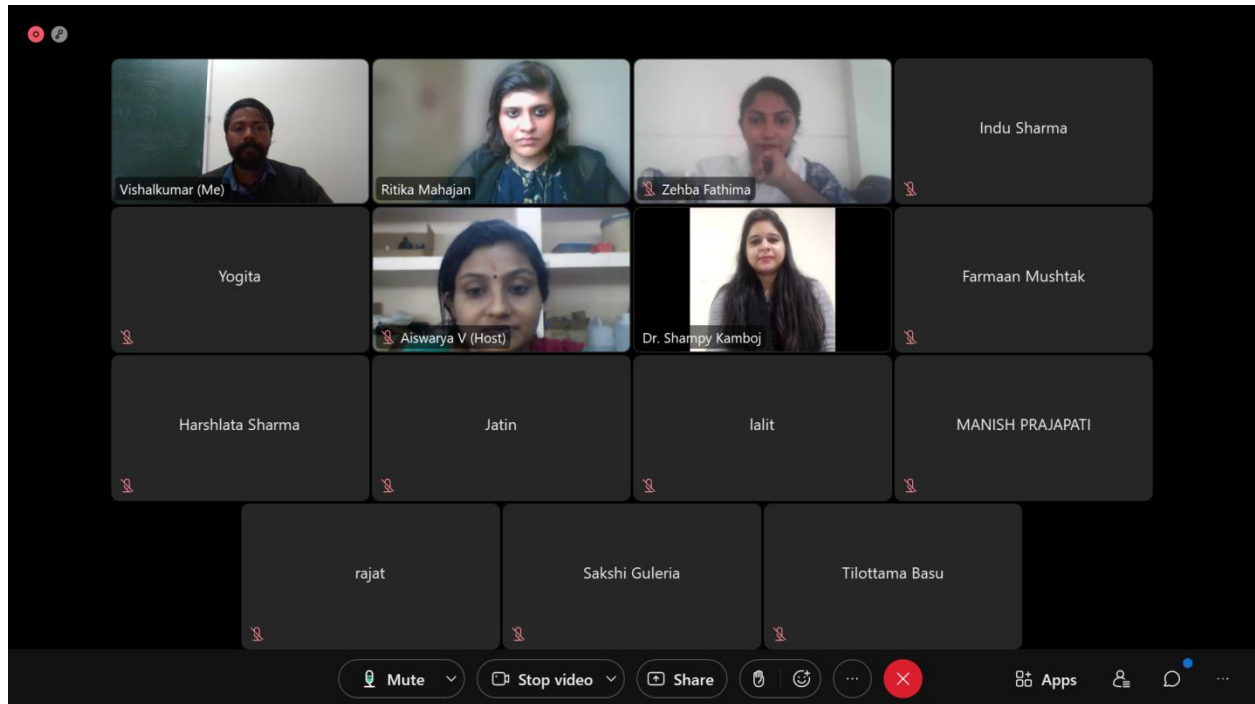 Vishalkumar (Me)
Ritika Mahajan
Zehba Fathima
Indu Sharma
Yogita
Aiswarya V (Host)
Dr. Shampy Kamboj
Farmaan Mushtak
Harshlata Sharma
Jatin
lalit
MANISH PRAJAPATI
rajat
Sakshi Guleria
Tilottama Basu
Mute
Stop video
Share
Apps